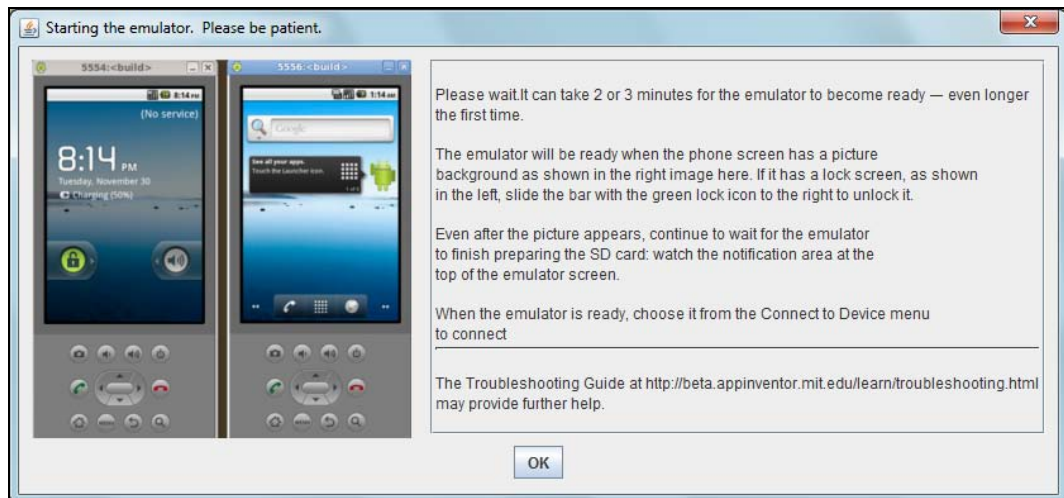 Starting the emulator.  Please be patient.
5554:<build>
8:14 PM
(No service)
8:14 PM
Tuesday, November 30
Charging (50%)
MENU
5556:<build>
1:14 AM
Google
See all your apps.
Touch the Launcher icon.
1 of 5
MENU
Please wait.It can take 2 or 3 minutes for the emulator to become ready — even longer
the first time.
The emulator will be ready when the phone screen has a picture
background as shown in the right image here. If it has a lock screen, as shown
in the left, slide the bar with the green lock icon to the right to unlock it.
Even after the picture appears, continue to wait for the emulator
to finish preparing the SD card: watch the notification area at the
top of the emulator screen.
When the emulator is ready, choose it from the Connect to Device menu
to connect
The Troubleshooting Guide at http://beta.appinventor.mit.edu/learn/troubleshooting.html
may provide further help.
OK